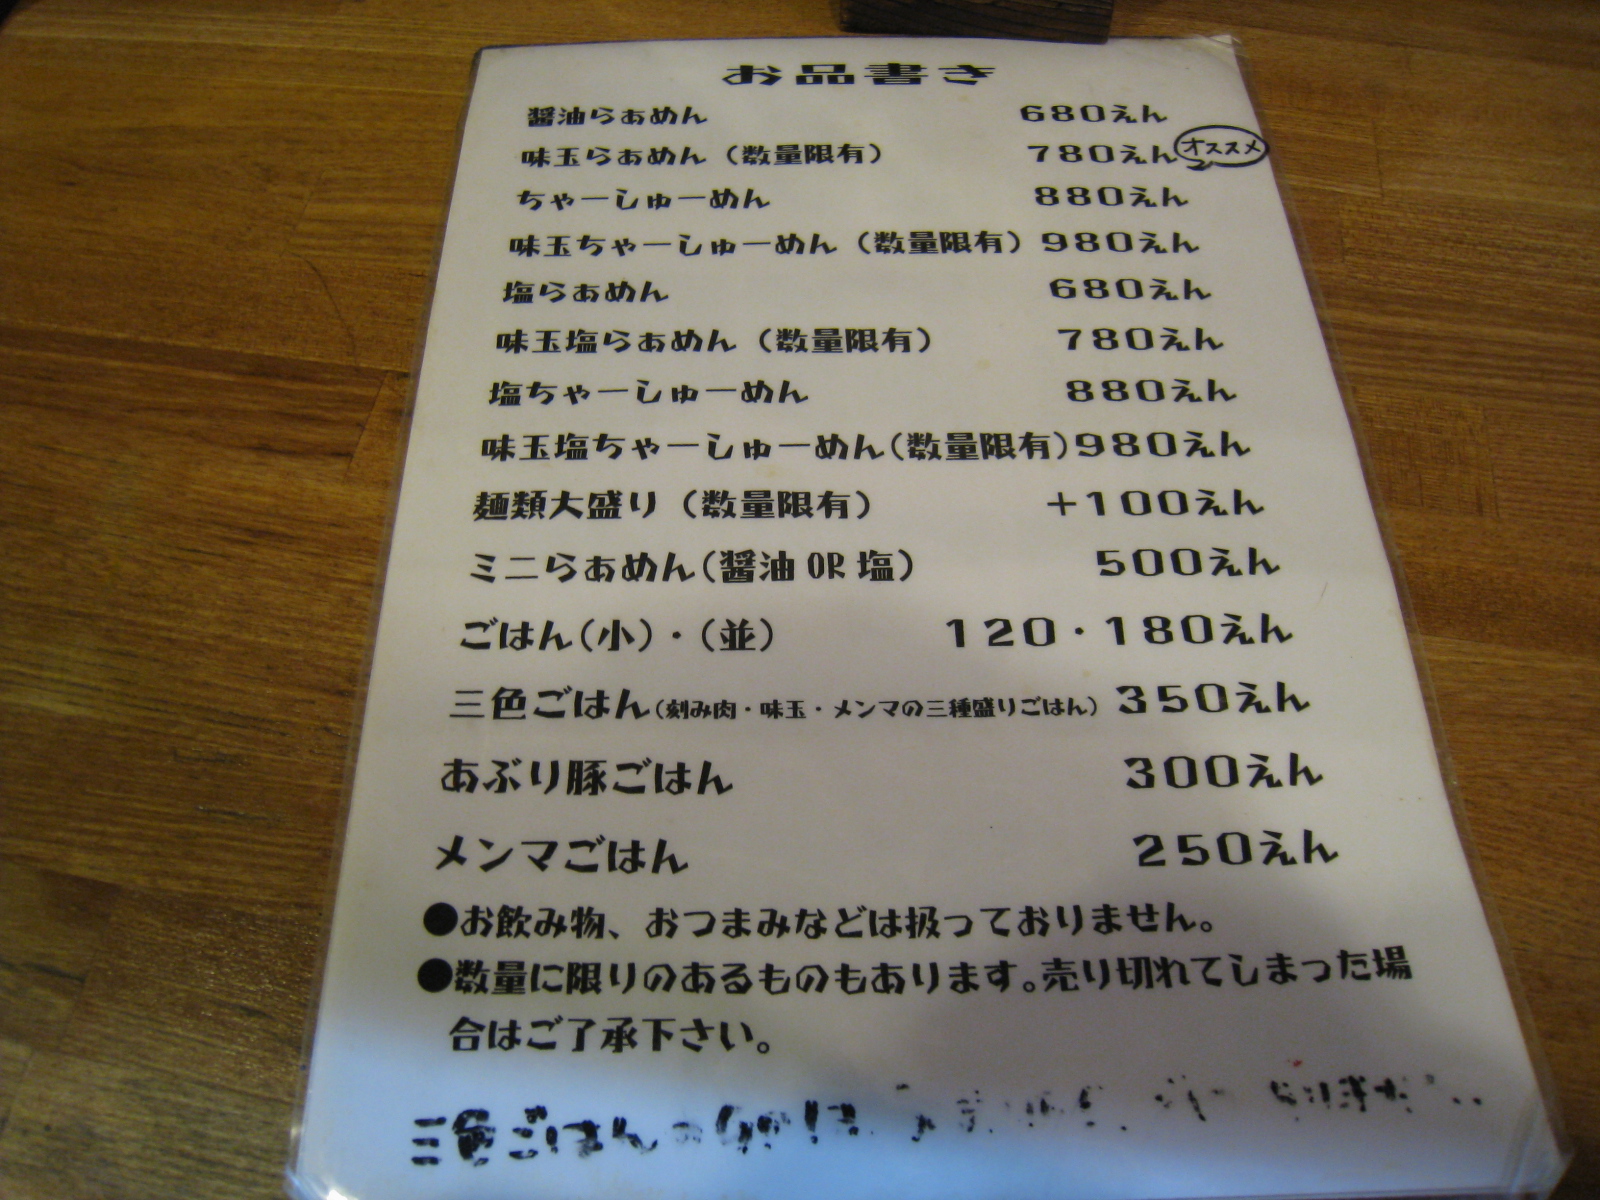 お品書き
醤油らぁめん 680えん
味玉らぁめん（数量限有） 780えん オススメ
ちゃーしゅーめん 880えん
味玉ちゃーしゅーめん（数量限有） 980えん
塩らぁめん 680えん
味玉塩らぁめん（数量限有） 780えん
塩ちゃーしゅーめん 880えん
味玉塩ちゃーしゅーめん（数量限有） 980えん
麺類大盛り（数量限有） ＋100えん
ミニらぁめん（醤油 OR 塩） 500えん
ごはん（小）・（並） 120・180えん
三色ごはん（刻み肉・味玉・メンマの三種盛りごはん） 350えん
あぶり豚ごはん 300えん
メンマごはん 250えん
●お飲み物、おつまみなどは扱っておりません。
●数量に限りのあるものもあります。売り切れてしまった場
合はご了承下さい。
三色ごはん